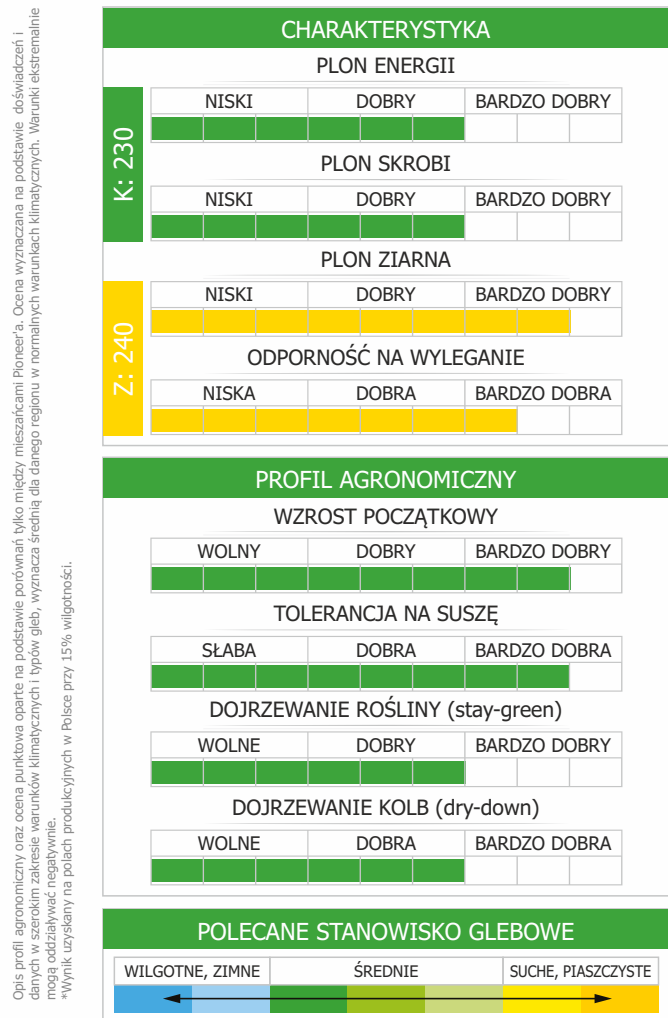 CHARAKTERYSTYKA
PLON ENERGII
NISKI DOBRY BARDZO DOBRY
K: 230
PLON SKROBI
NISKI DOBRY BARDZO DOBRY
PLON ZIARNA
NISKI DOBRY BARDZO DOBRY
Z: 240
ODPORNOŚĆ NA WYLEGANIE
NISKA DOBRA BARDZO DOBRA
PROFIL AGRONOMICZNY
WZROST POCZĄTKOWY
WOLNY DOBRY BARDZO DOBRY
TOLERANCJA NA SUSZĘ
SŁABA DOBRA BARDZO DOBRA
DOJRZEWANIE ROŚLINY (stay-green)
WOLNE DOBRY BARDZO DOBRY
DOJRZEWANIE KOLB (dry-down)
WOLNE DOBRA BARDZO DOBRA
POLECANE STANOWISKO GLEBOWE
WILGOTNE, ZIMNE ŚREDNIE SUCHE, PIASZCZYSTE
Opis profil agronomiczny oraz ocena punktowa oparte na podstawie porównań tylko między mieszańcami Pioneer'a. Ocena wyznaczana na podstawie doświadczeń i
danych w szerokim zakresie warunków klimatycznych i typów gleb, wyznacza średnią dla danego regionu w normalnych warunkach klimatycznych. Warunki ekstremalnie
mogą oddziaływać negatywnie.
*Wynik uzyskany na polach produkcyjnych w Polsce przy 15% wilgotności.